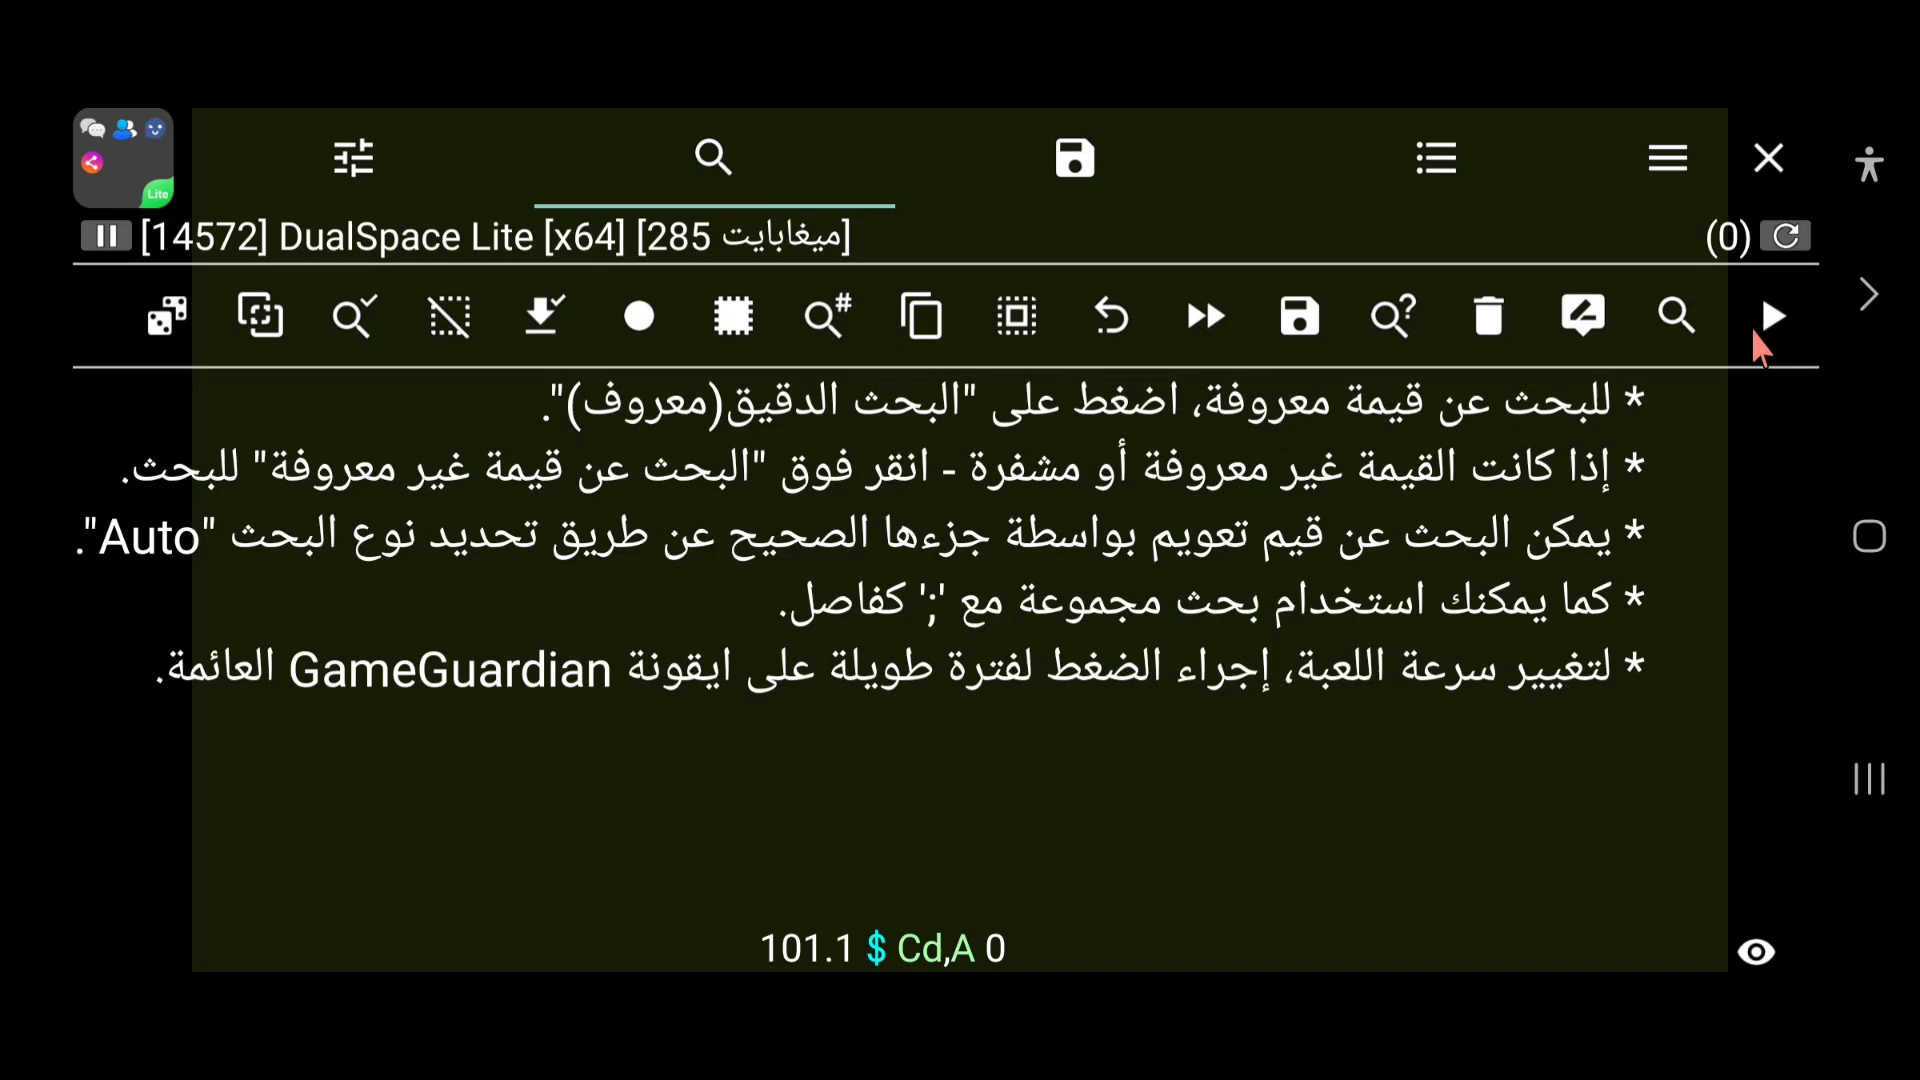 Lite
[14572] DualSpace Lite [x64] [285 ميغابايت]
(0)
* للبحث عن قيمة معروفة، اضغط على "البحث الدقيق(معروف)".
* إذا كانت القيمة غير معروفة أو مشفرة - انقر فوق "البحث عن قيمة غير معروفة" للبحث.
* يمكن البحث عن قيم تعويم بواسطة جزءها الصحيح عن طريق تحديد نوع البحث "Auto".
* كما يمكنك استخدام بحث مجموعة مع ';' كفاصل.
* لتغيير سرعة اللعبة، إجراء الضغط لفترة طويلة على ايقونة GameGuardian العائمة.
101.1 $ Cd,A 0